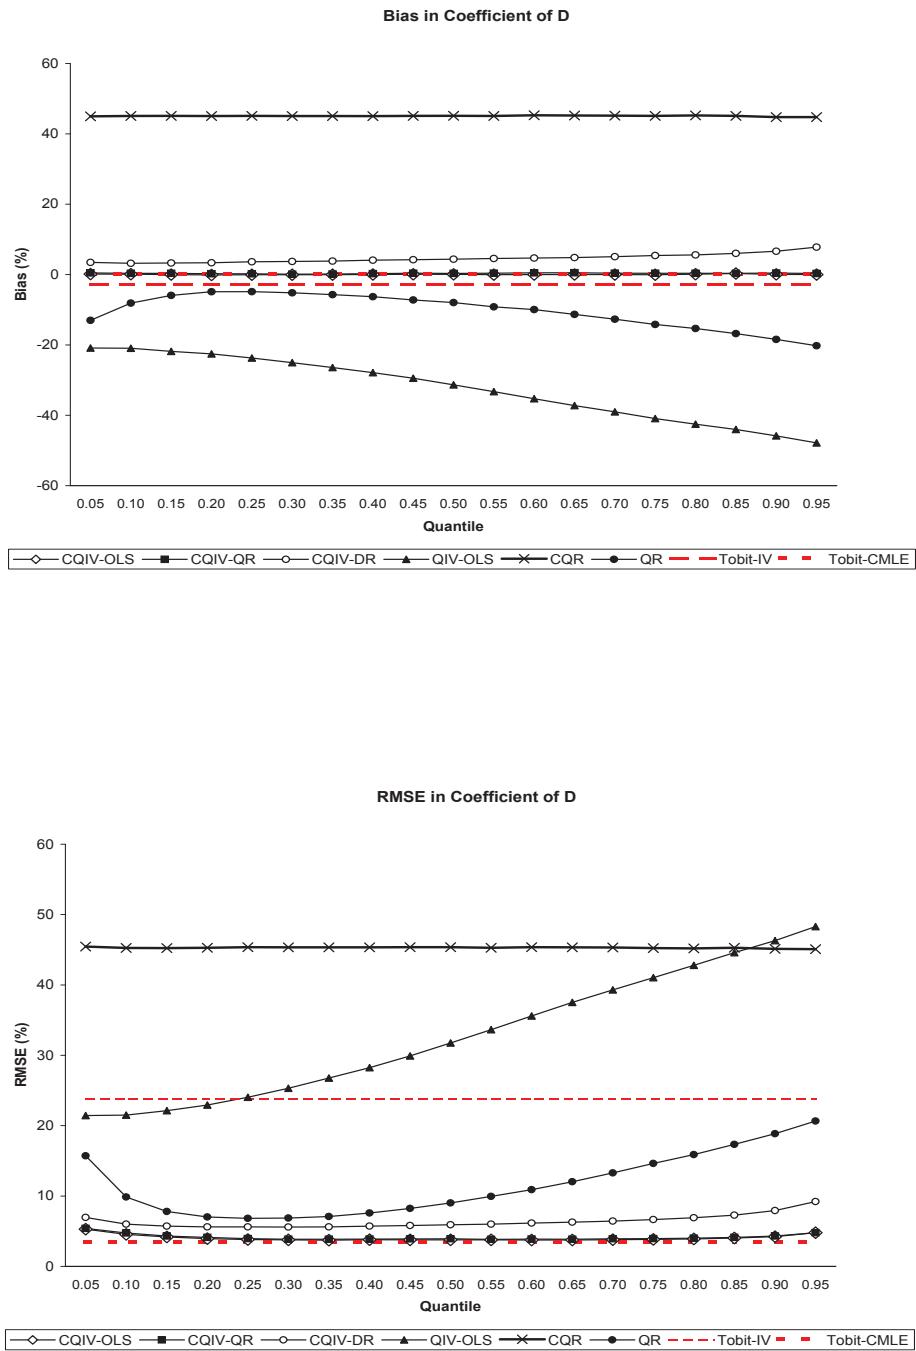 Bias in Coefficient of D
60
40
20
0
-20
-40
-60
Bias (%)
0.05 0.10 0.15 0.20 0.25 0.30 0.35 0.40 0.45 0.50 0.55 0.60 0.65 0.70 0.75 0.80 0.85 0.90 0.95
Quantile
CQIV-OLS CQIV-QR CQIV-DR QIV-OLS CQR QR Tobit-IV Tobit-CMLE
RMSE in Coefficient of D
60
50
40
30
20
10
0
RMSE (%)
0.05 0.10 0.15 0.20 0.25 0.30 0.35 0.40 0.45 0.50 0.55 0.60 0.65 0.70 0.75 0.80 0.85 0.90 0.95
Quantile
CQIV-OLS CQIV-QR CQIV-DR QIV-OLS CQR QR Tobit-IV Tobit-CMLE